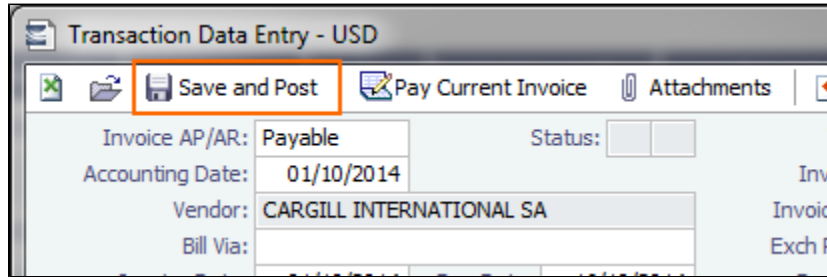 Transaction Data Entry - USD
Save and Post Pay Current Invoice Attachments
Invoice AP/AR: Payable Status:
Accounting Date: 01/10/2014
Vendor: CARGILL INTERNATIONAL SA
Bill Via: Exch